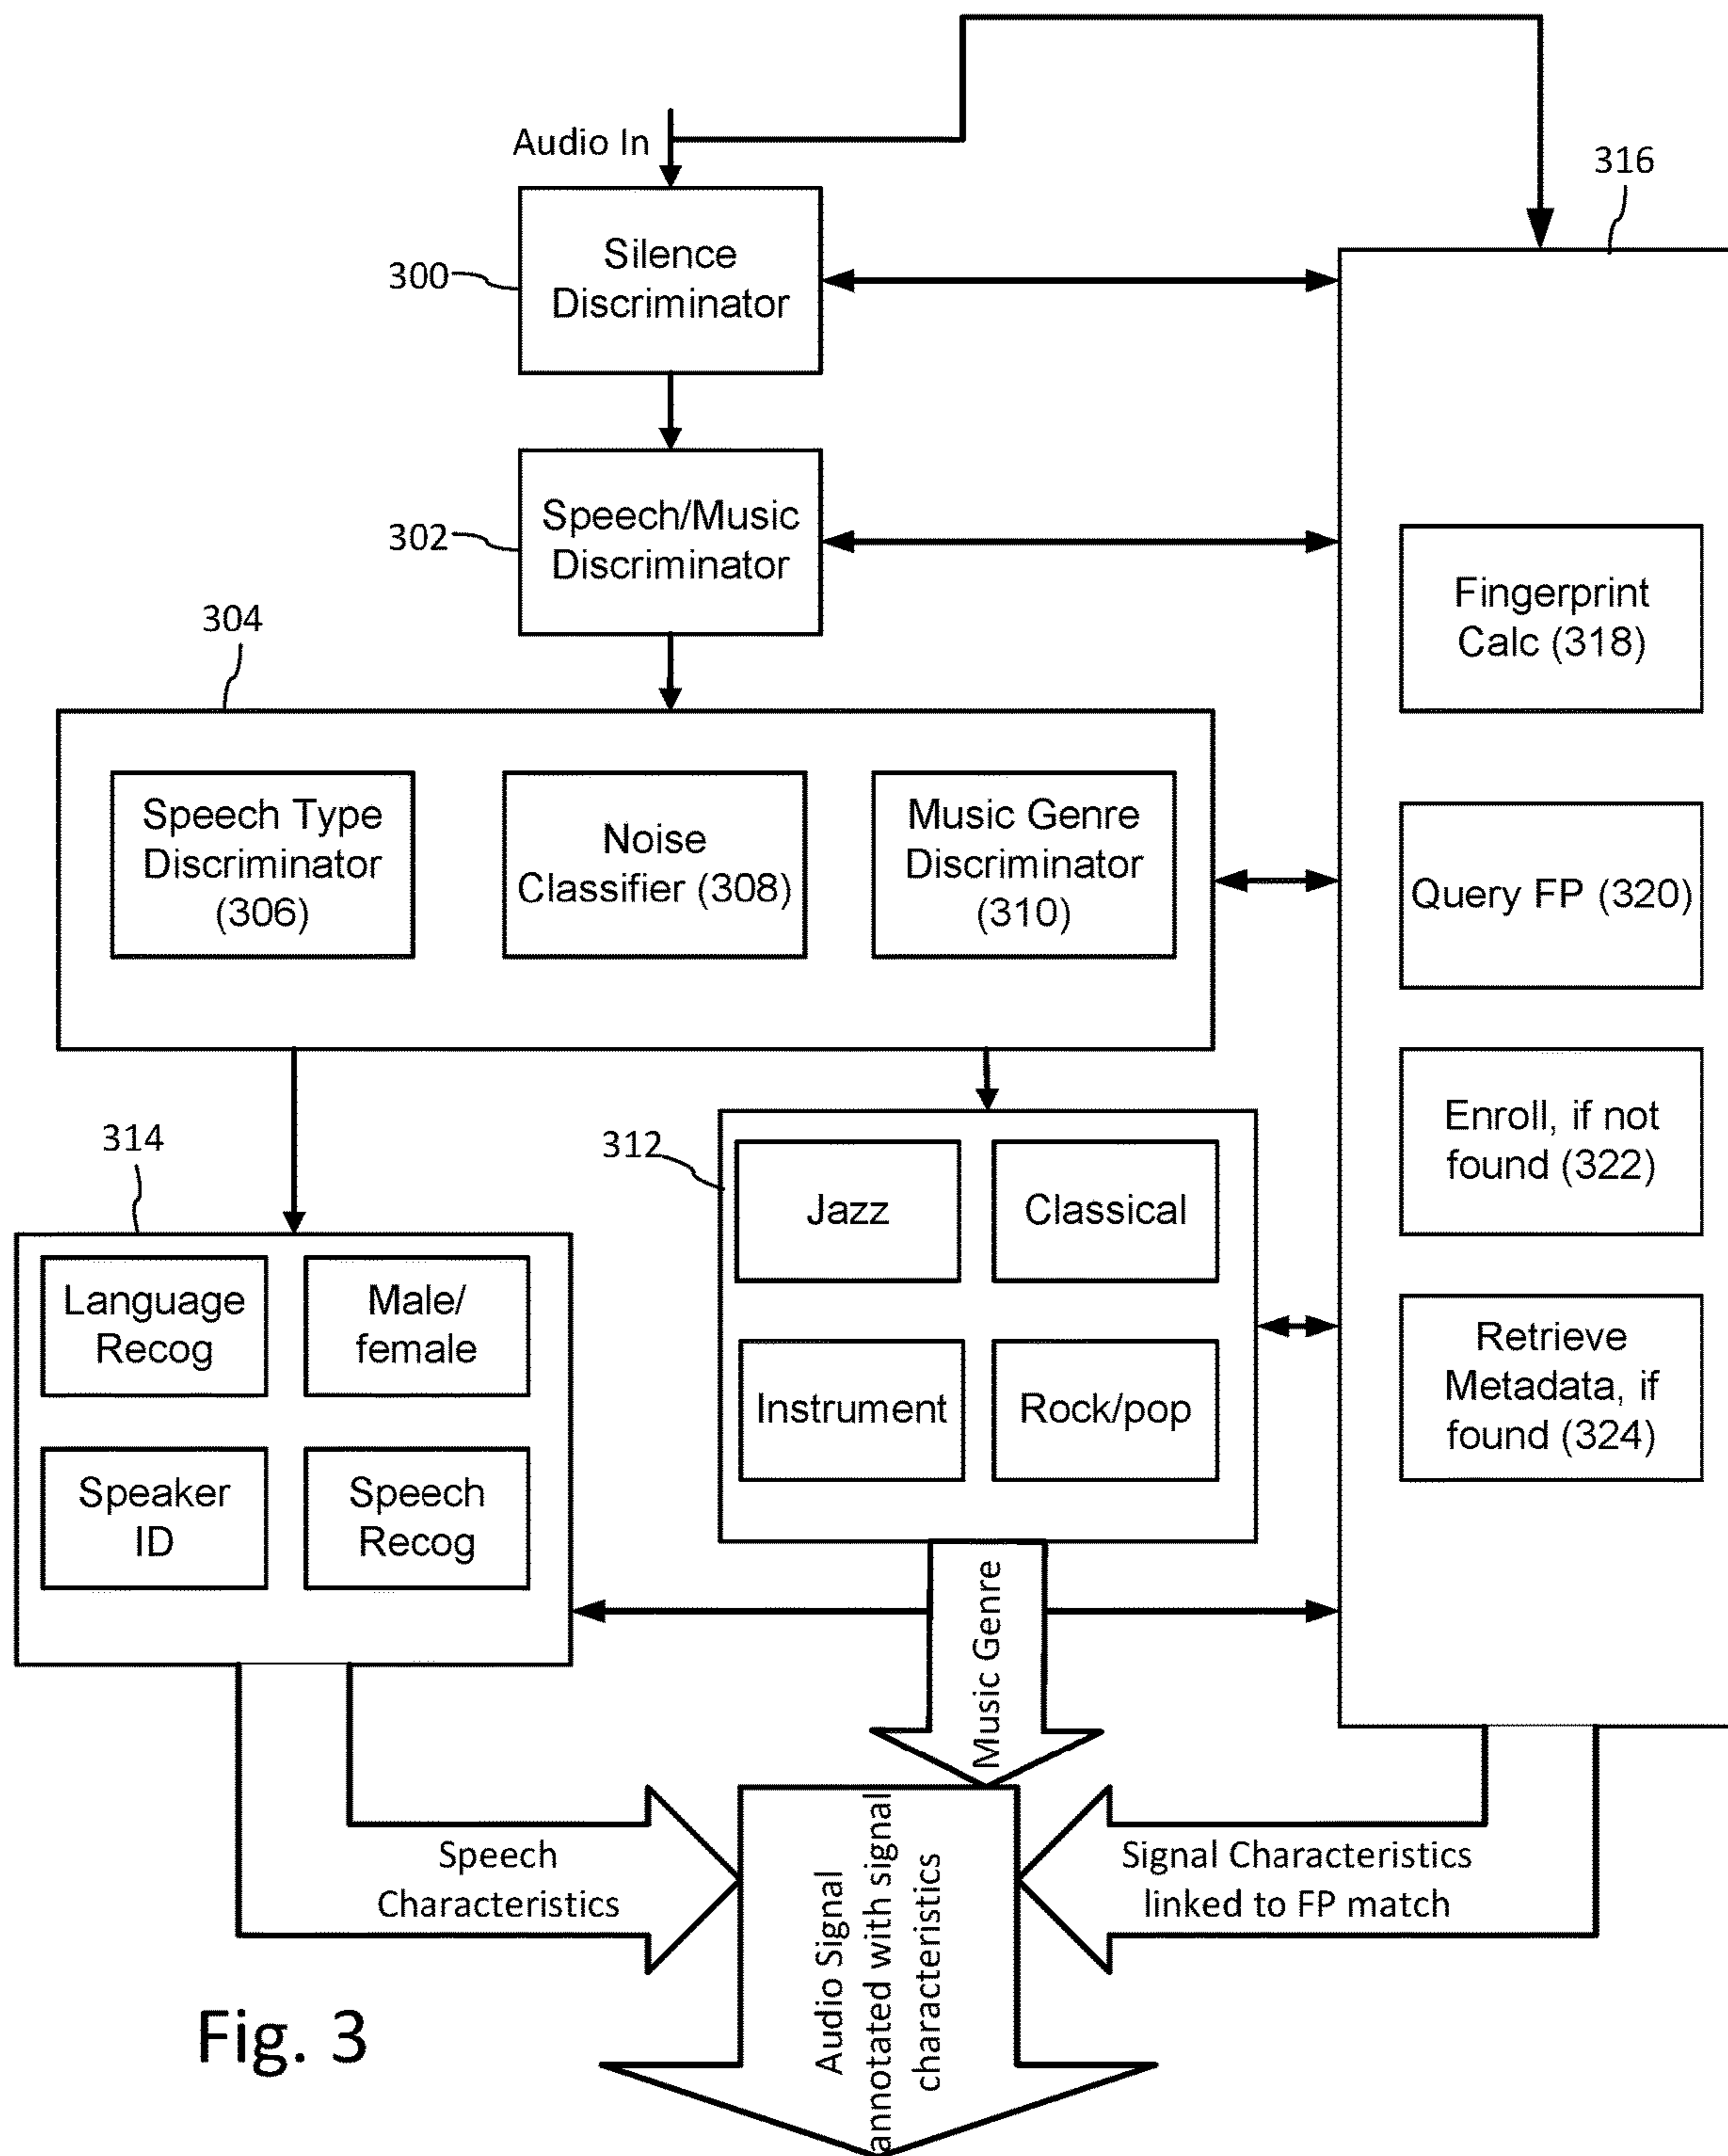 Audio In
316
Silence
Discriminator
300
Speech/Music
Discriminator
302
304
Fingerprint
Calc (318)
Speech Type
Discriminator
(306)
Noise
Classifier (308)
Music Genre
Discriminator
(310)
Query FP (320)
Enroll, if not
found (322)
314
312
Jazz
Classical
Language
Recog
Male/
female
Retrieve
Metadata, if
found (324)
Instrument
Rock/pop
Speaker
ID
Speech
Recog
Music Genre
Speech
Characteristics
Audio Signal
annotated with signal
characteristics
Signal Characteristics
linked to FP match
Fig. 3